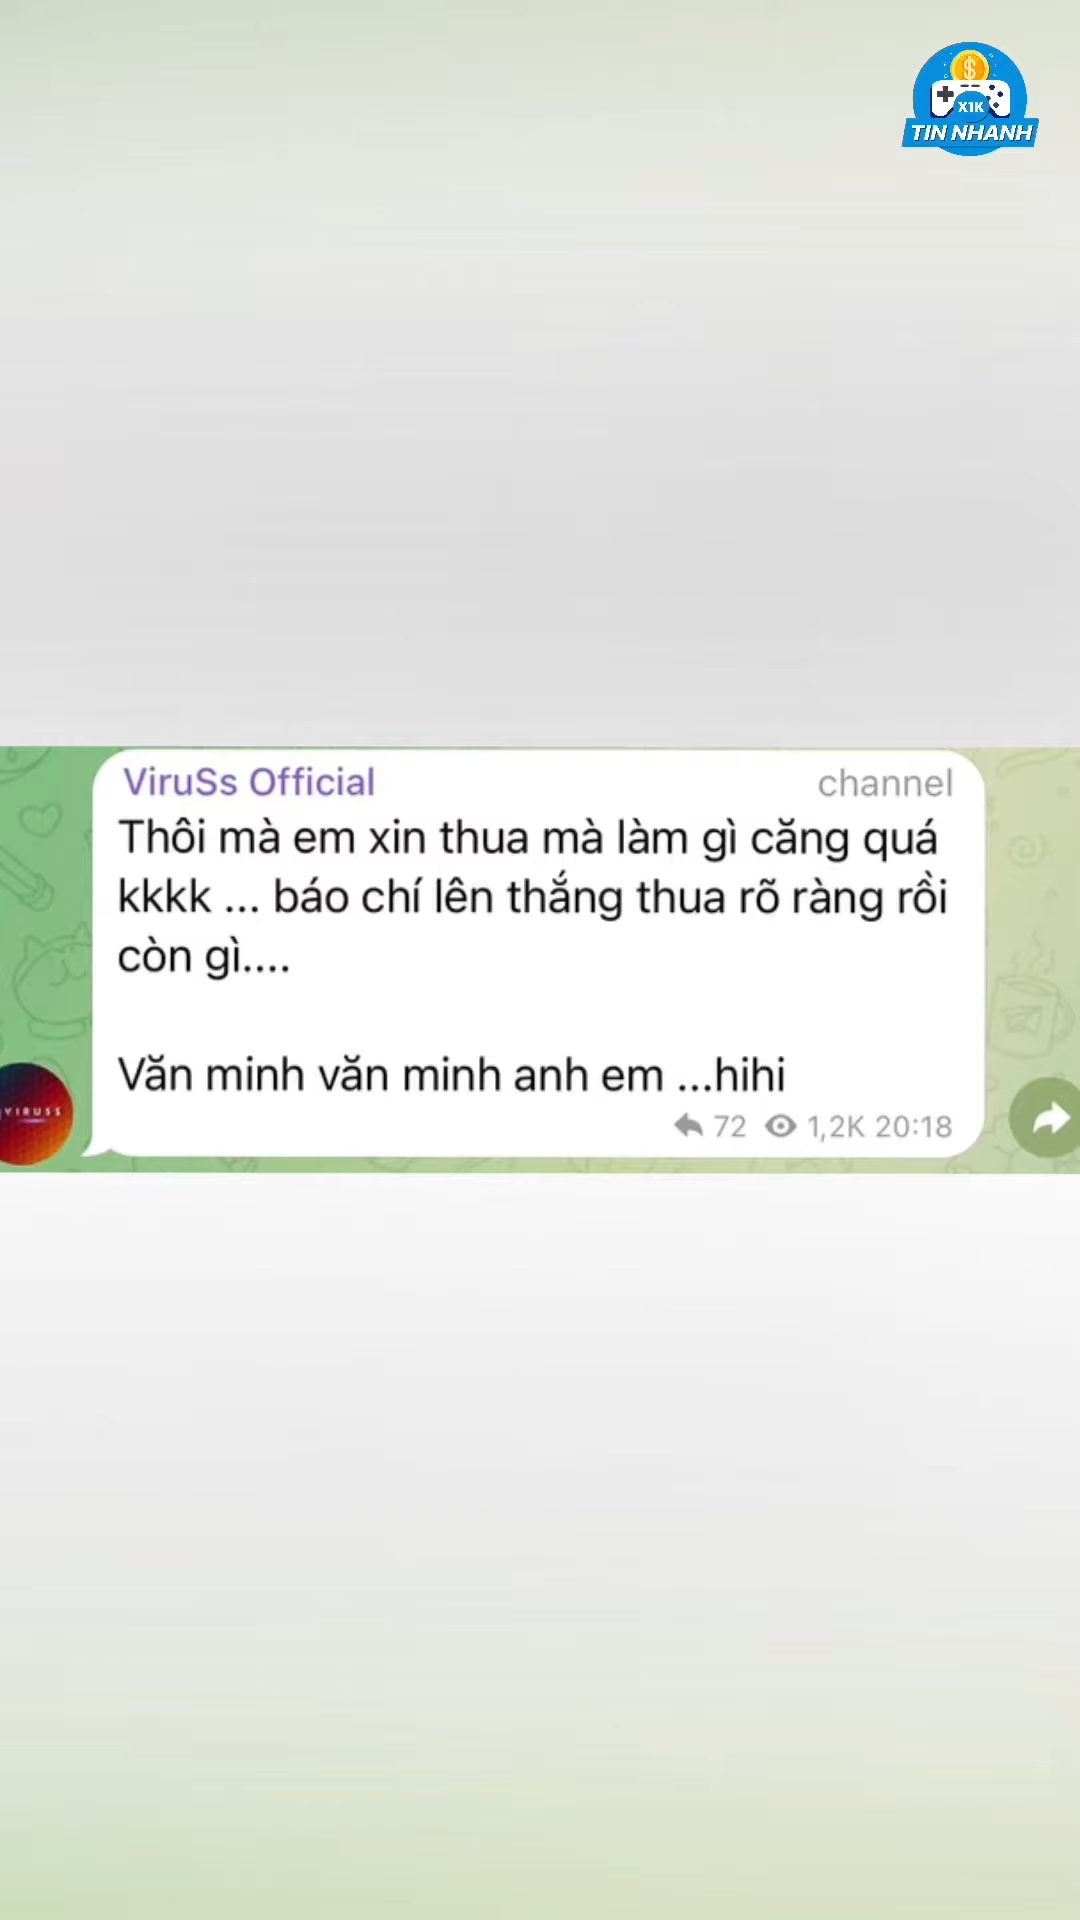 X1K
TIN NHANH
ViruSs Official
channel
Thôi mà em xin thua mà làm gì căng quá
kkkk ... báo chí lên thắng thua rõ ràng rồi
còn gì....
Văn minh văn minh anh em ...hihi
72 1,2K 20:18
VIRUSS